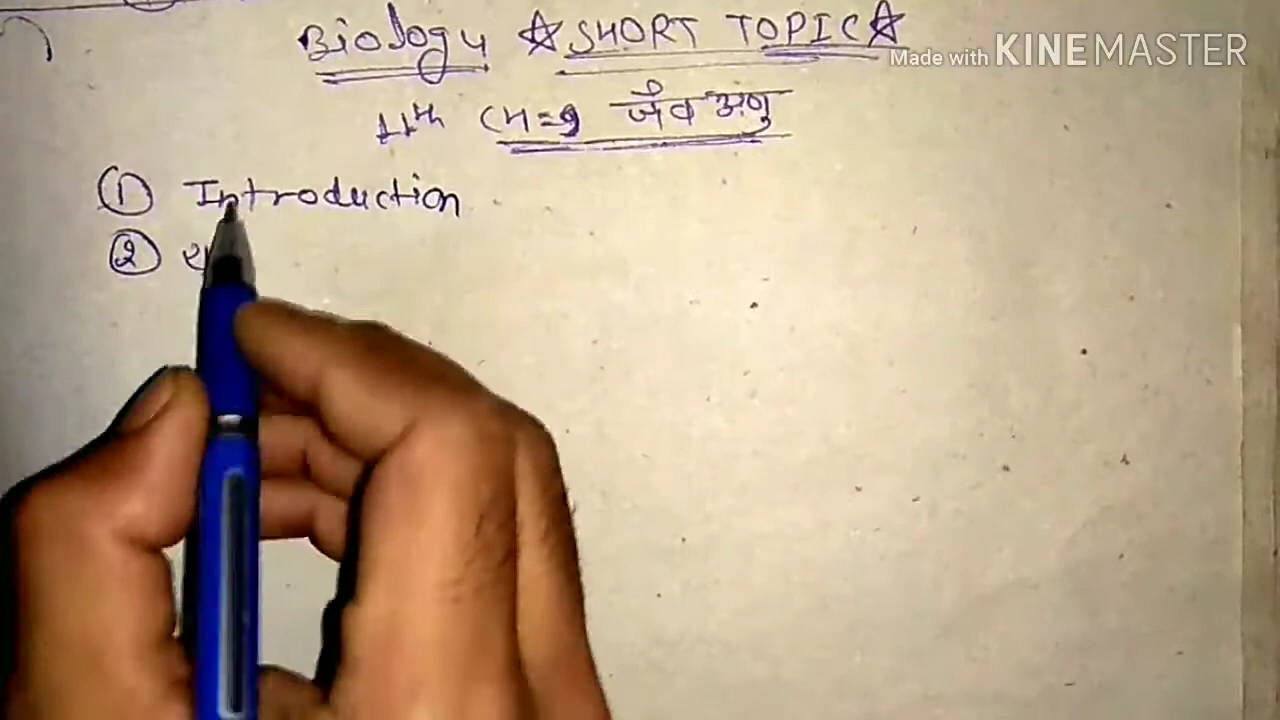 Biology ☆SHORT TOPIC☆
Made with KINEMASTER
11th CH=9 जैव अणु
① Introduction
②